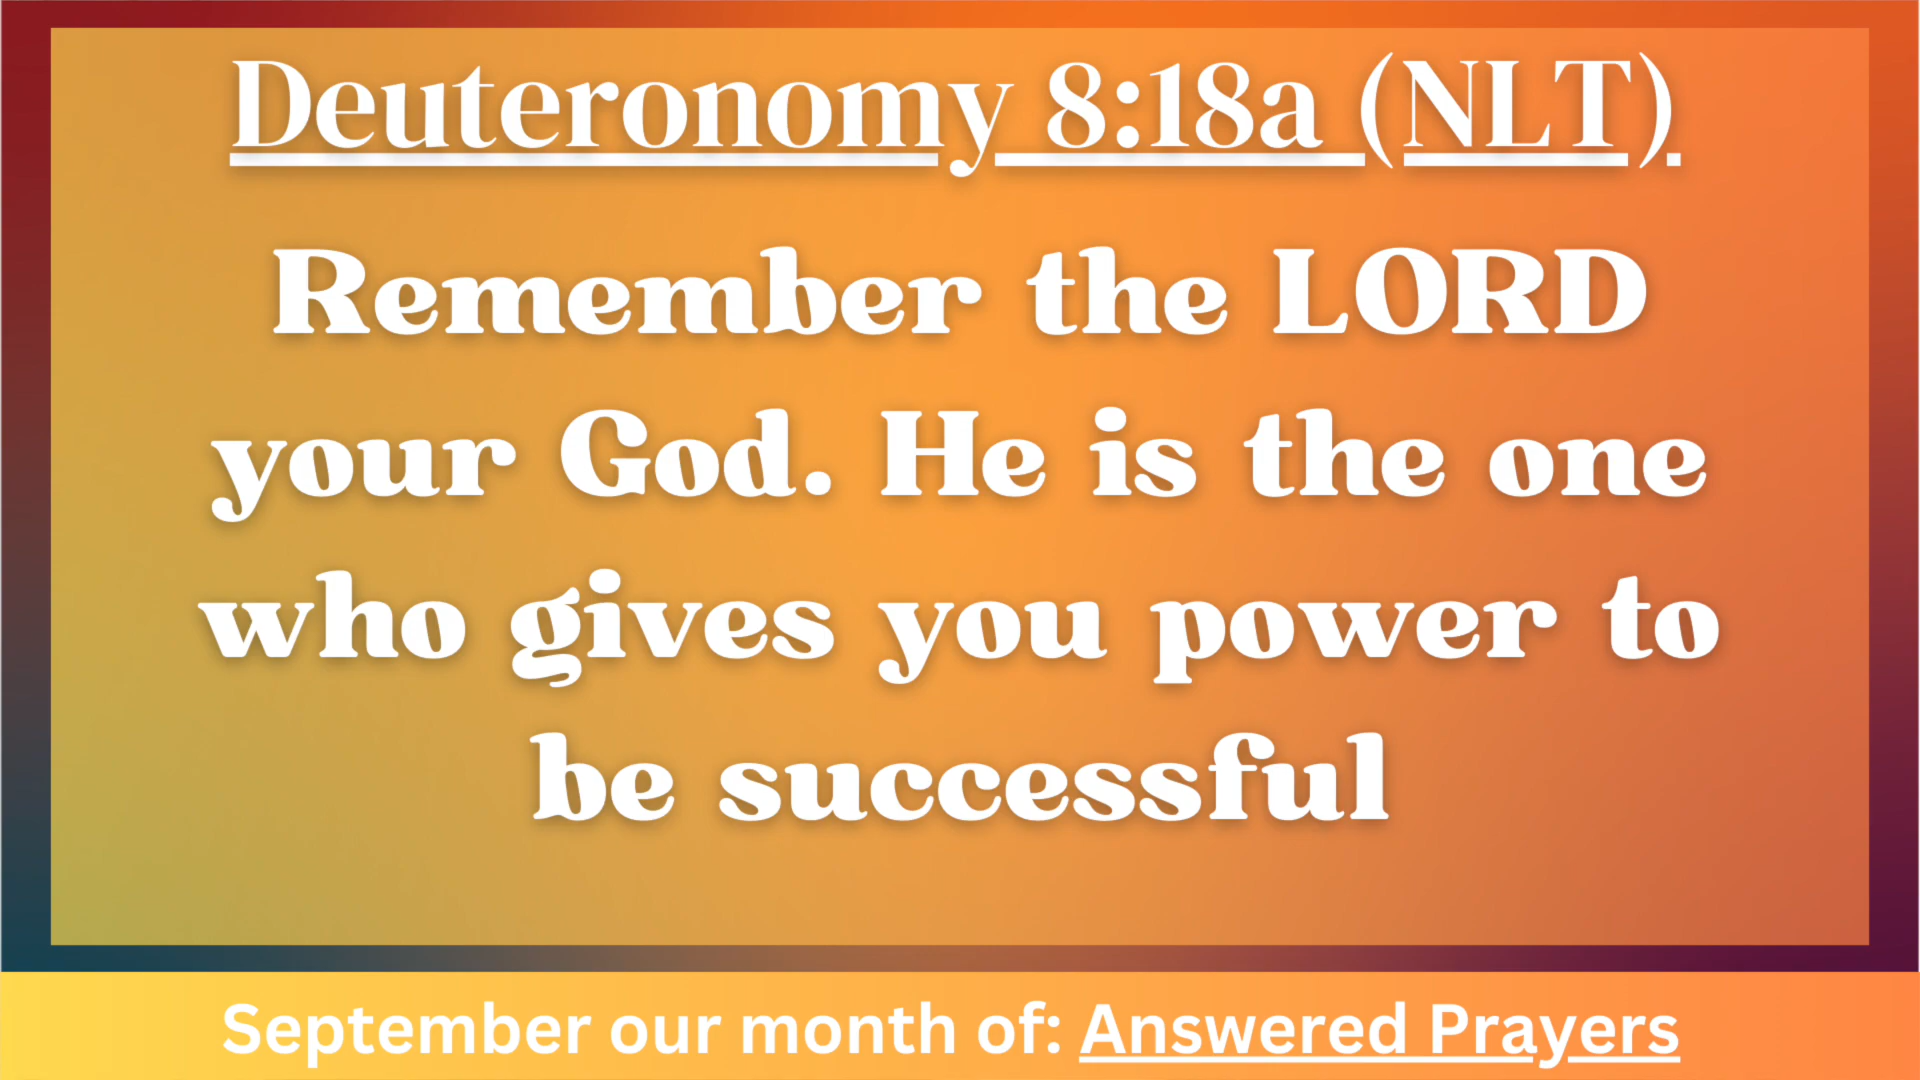 Deuteronomy 8:18a (NLT).
Remember the LORD
your God. He is the one
who gives you power to
be successful
September our month of: Answered Prayers